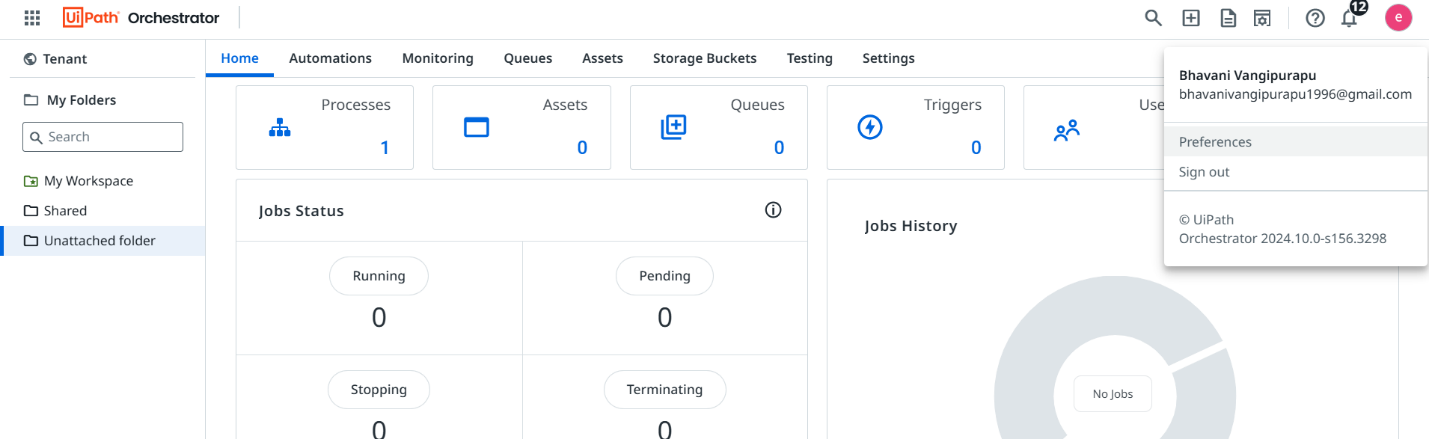 UiPath Orchestrator
12
e
Tenant
My Folders
Search
My Workspace
Shared
Unattached folder
Home Automations Monitoring Queues Assets Storage Buckets Testing Settings
Processes
1
Assets
0
Queues
0
Triggers
0
Use
Jobs Status
Running
0
Pending
0
Stopping
0
Terminating
0
Jobs History
No Jobs
Bhavani Vangipurapu
bhavanivangipurapu1996@gmail.com
Preferences
Sign out
© UiPath
Orchestrator 2024.10.0-s156.3298